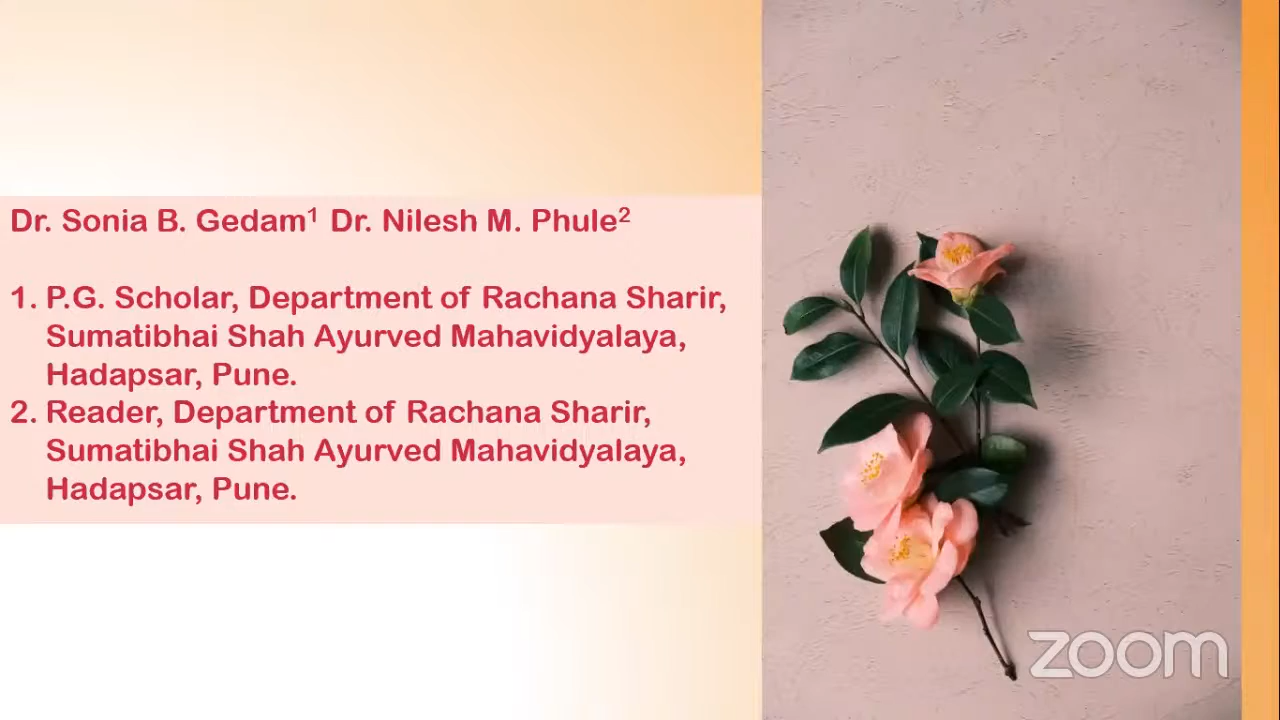 Dr. Sonia B. Gedam¹ Dr. Nilesh M. Phule²
1. P.G. Scholar, Department of Rachana Sharir,
Sumatibhai Shah Ayurved Mahavidyalaya,
Hadapsar, Pune.
2. Reader, Department of Rachana Sharir,
Sumatibhai Shah Ayurved Mahavidyalaya,
Hadapsar, Pune.
zoom